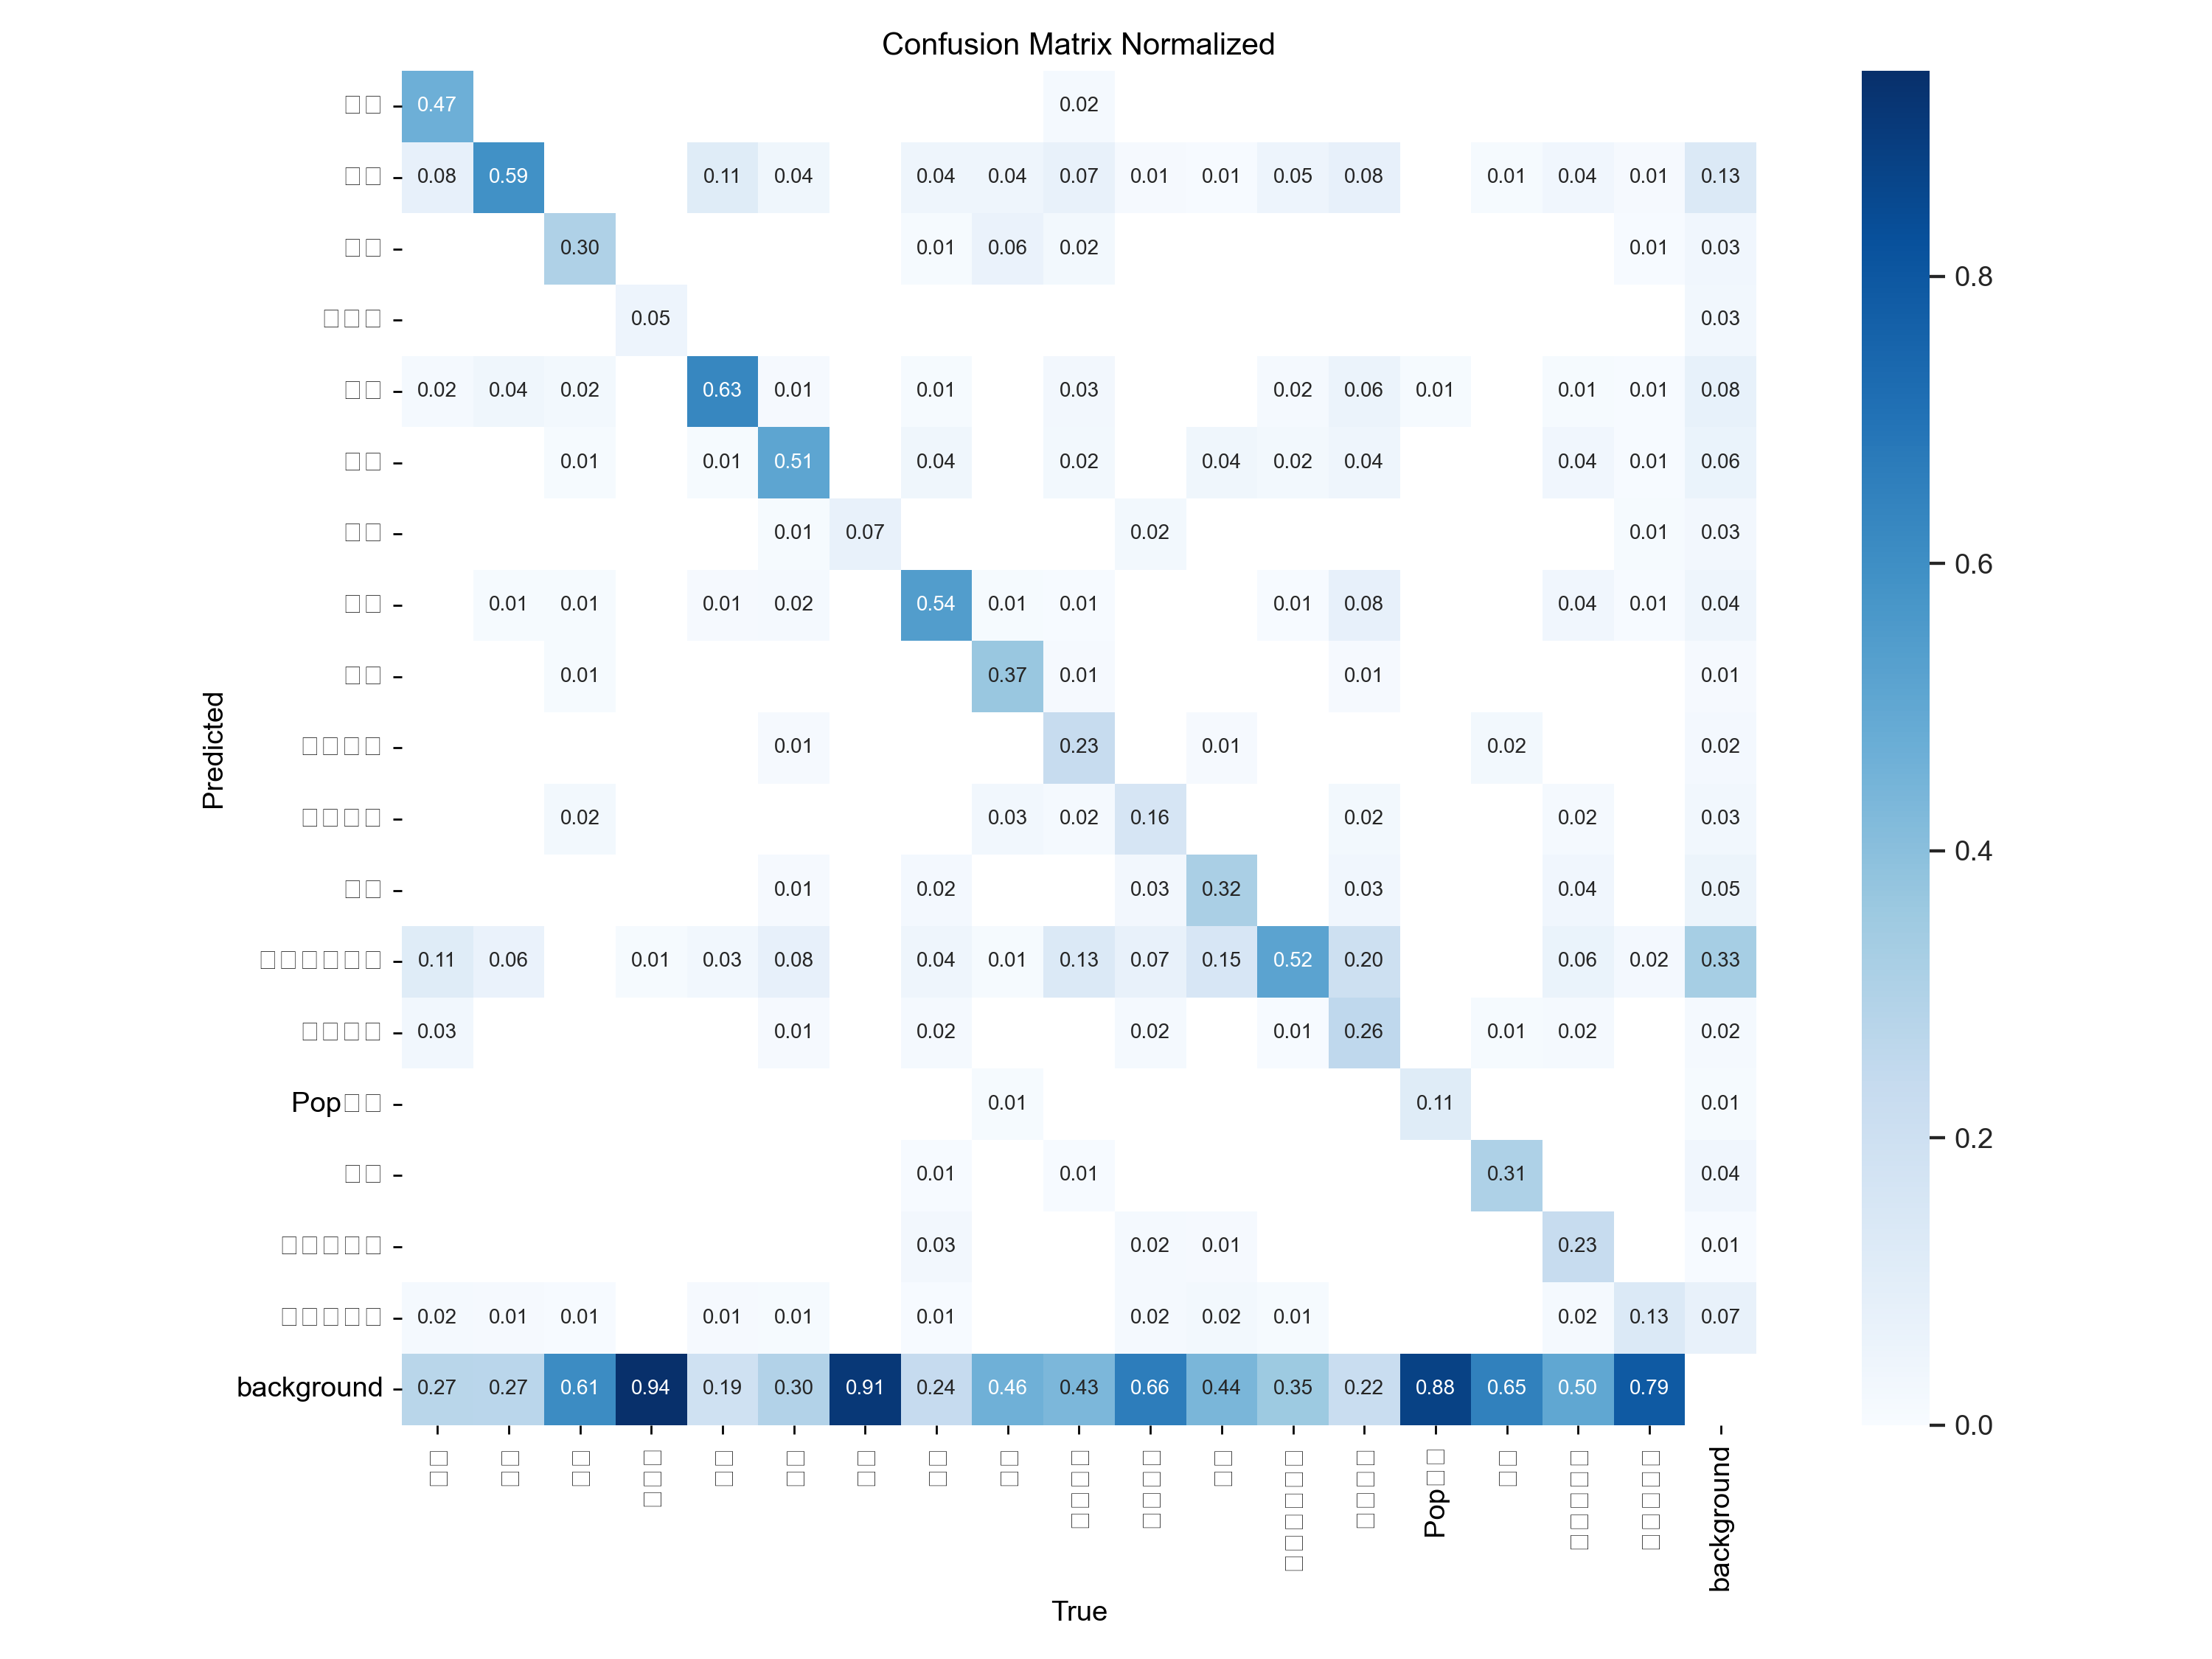 Confusion Matrix Normalized
0.47 0.02
0.08 0.59 0.11 0.04 0.04 0.04 0.07 0.01 0.01 0.05 0.08 0.01 0.04 0.01 0.13
0.30 0.01 0.06 0.02 0.01 0.03
0.05 0.03
0.02 0.04 0.02 0.63 0.01 0.01 0.03 0.02 0.06 0.01 0.01 0.01 0.08
0.01 0.01 0.51 0.04 0.02 0.04 0.02 0.04 0.04 0.01 0.06
0.01 0.07 0.02 0.01 0.03
0.01 0.01 0.01 0.02 0.54 0.01 0.01 0.01 0.08 0.04 0.01 0.04
0.01 0.37 0.01 0.01 0.01
0.01 0.23 0.01 0.02 0.02
0.02 0.03 0.02 0.16 0.02 0.02 0.03
0.01 0.02 0.03 0.32 0.03 0.04 0.05
0.11 0.06 0.01 0.03 0.08 0.04 0.01 0.13 0.07 0.15 0.52 0.20 0.06 0.02 0.33
0.03 0.01 0.02 0.02 0.01 0.26 0.01 0.02 0.02
Pop 0.01 0.11 0.01
0.01 0.01 0.31 0.04
0.03 0.02 0.01 0.23 0.01
0.02 0.01 0.01 0.01 0.01 0.01 0.02 0.02 0.01 0.02 0.13 0.07
background 0.27 0.27 0.61 0.94 0.19 0.30 0.91 0.24 0.46 0.43 0.66 0.44 0.35 0.22 0.88 0.65 0.50 0.79
Predicted
Pop
background
True
0.8
0.6
0.4
0.2
0.0